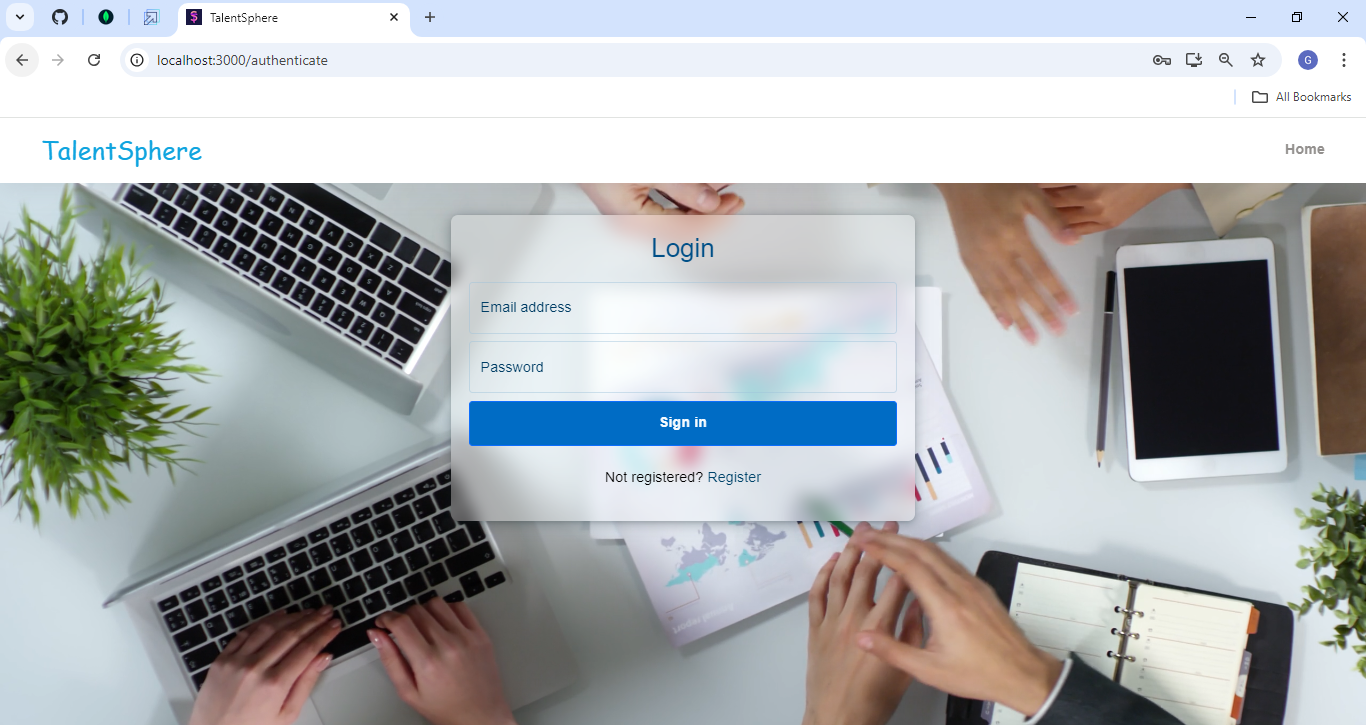 TalentSphere
localhost:3000/authenticate
G
All Bookmarks
TalentSphere
Home
Login
Email address
Password
Sign in
Not registered? Register